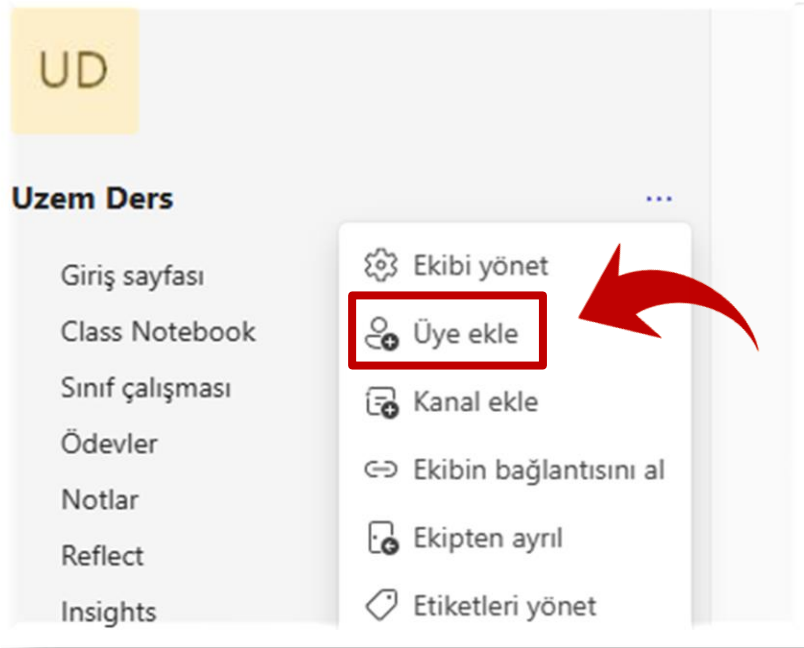 UD
Uzem Ders
...
Giriş sayfası
Class Notebook
Sınıf çalışması
Ödevler
Notlar
Reflect
Insights
Ekibi yönet
Üye ekle
Kanal ekle
Ekibin bağlantısını al
Ekipten ayrıl
Etiketleri yönet